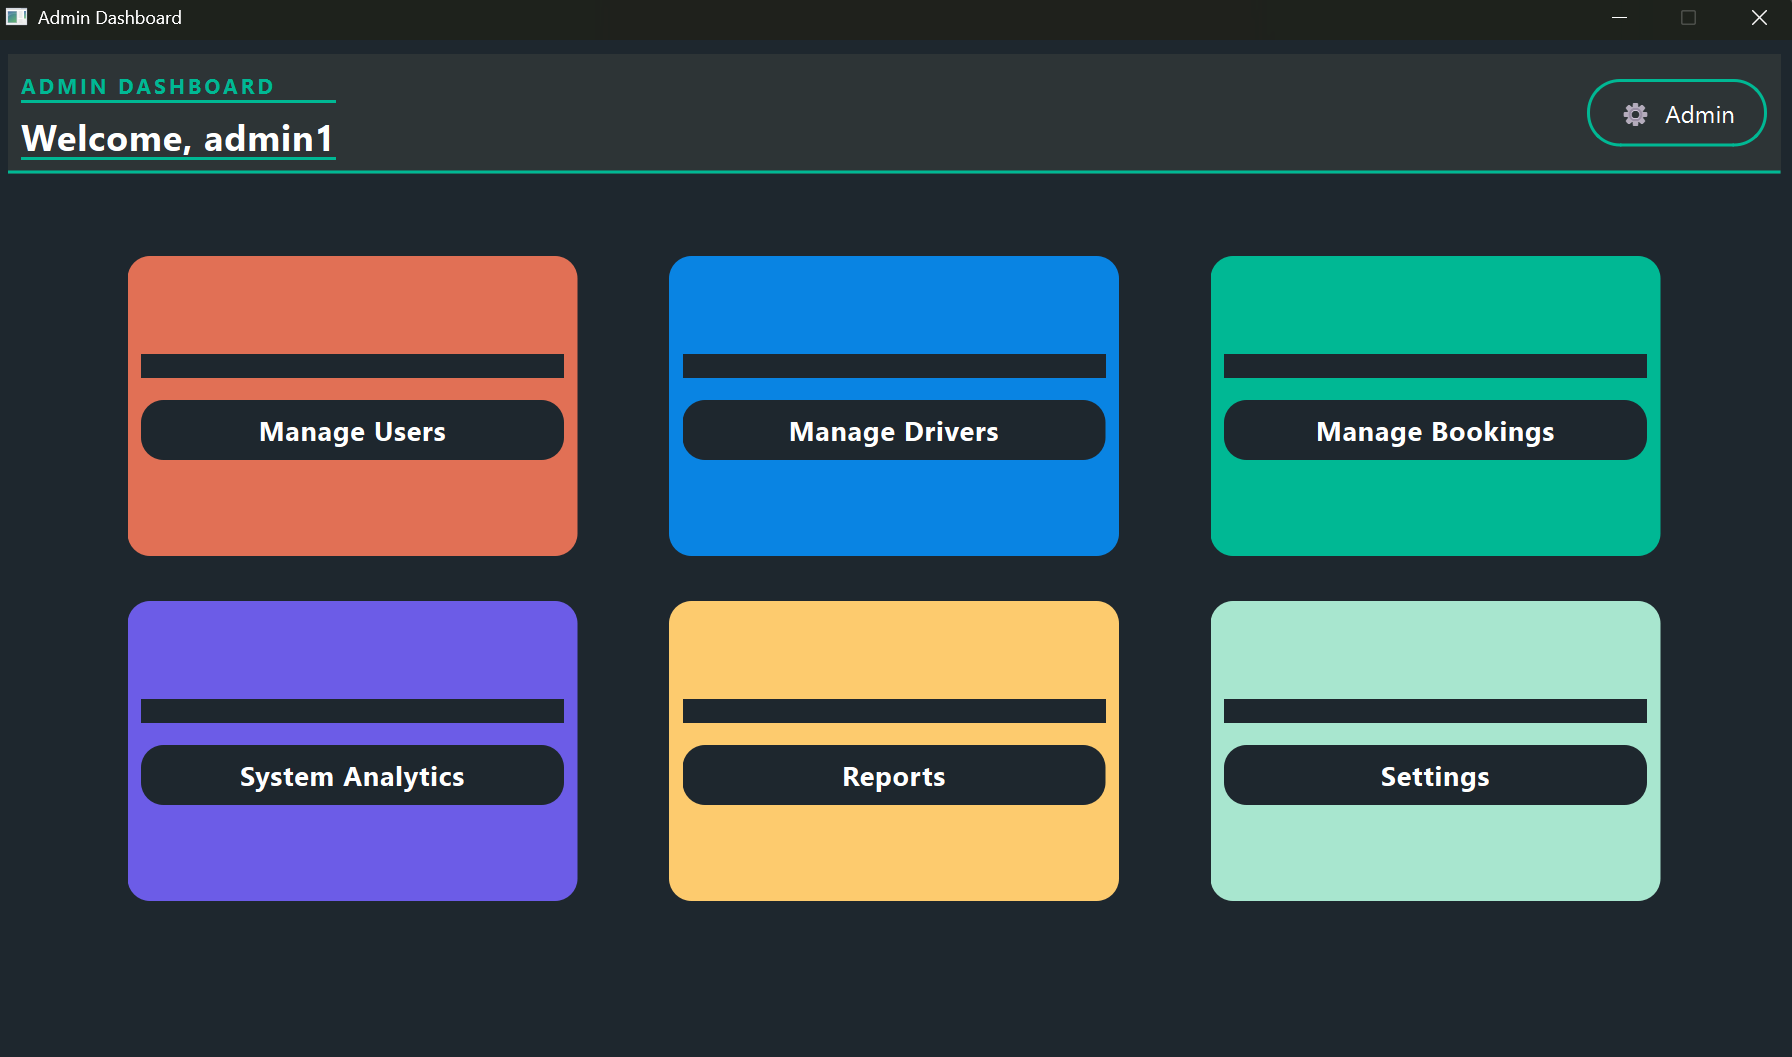 Admin Dashboard
ADMIN DASHBOARD
Welcome, admin1
Admin
Manage Users
Manage Drivers
Manage Bookings
System Analytics
Reports
Settings